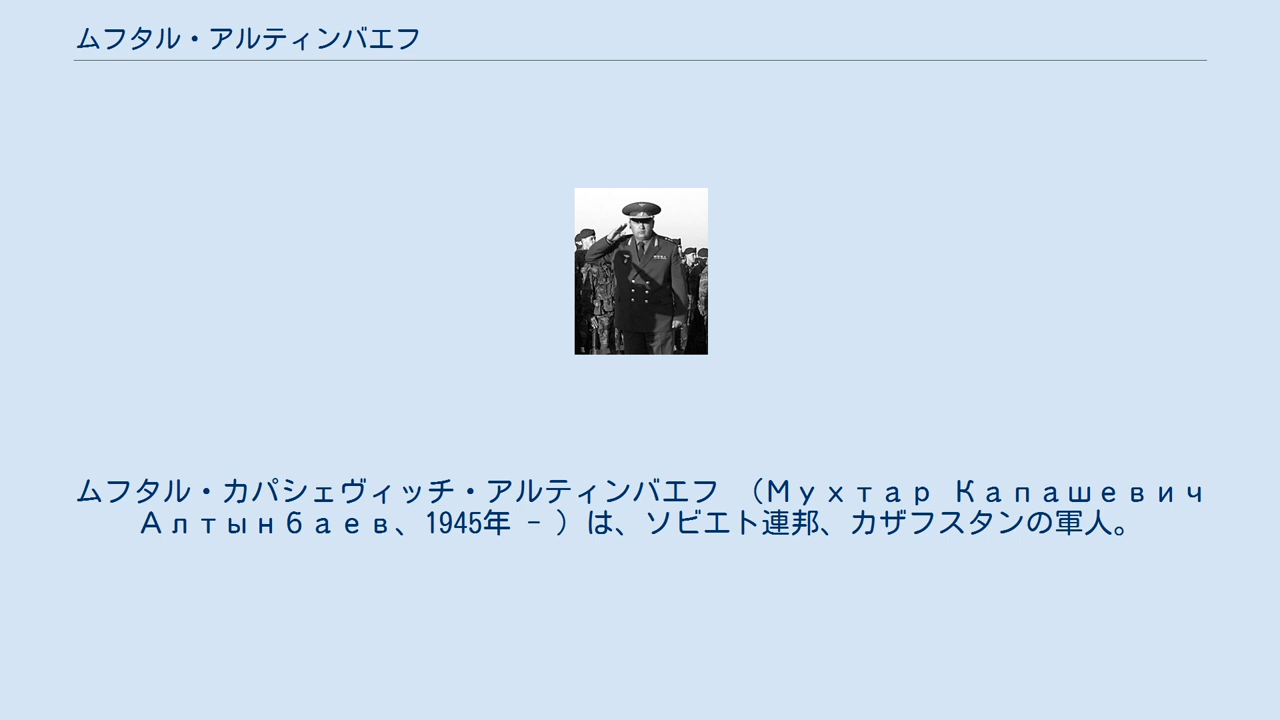 ムフタル・アルティンバエフ
ムフタル・カパシェヴィッチ・アルティンバエフ （Мухтар Капашевич
Алтынбаев、1945年 - ）は、ソビエト連邦、カザフスタンの軍人。